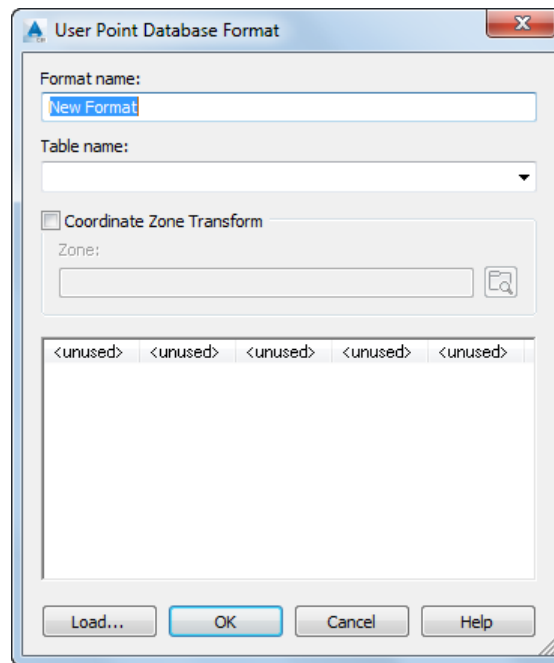 User Point Database Format
Format name:
New Format
Table name:
Coordinate Zone Transform
Zone:
<unused> <unused> <unused> <unused> <unused>
Load... OK Cancel Help